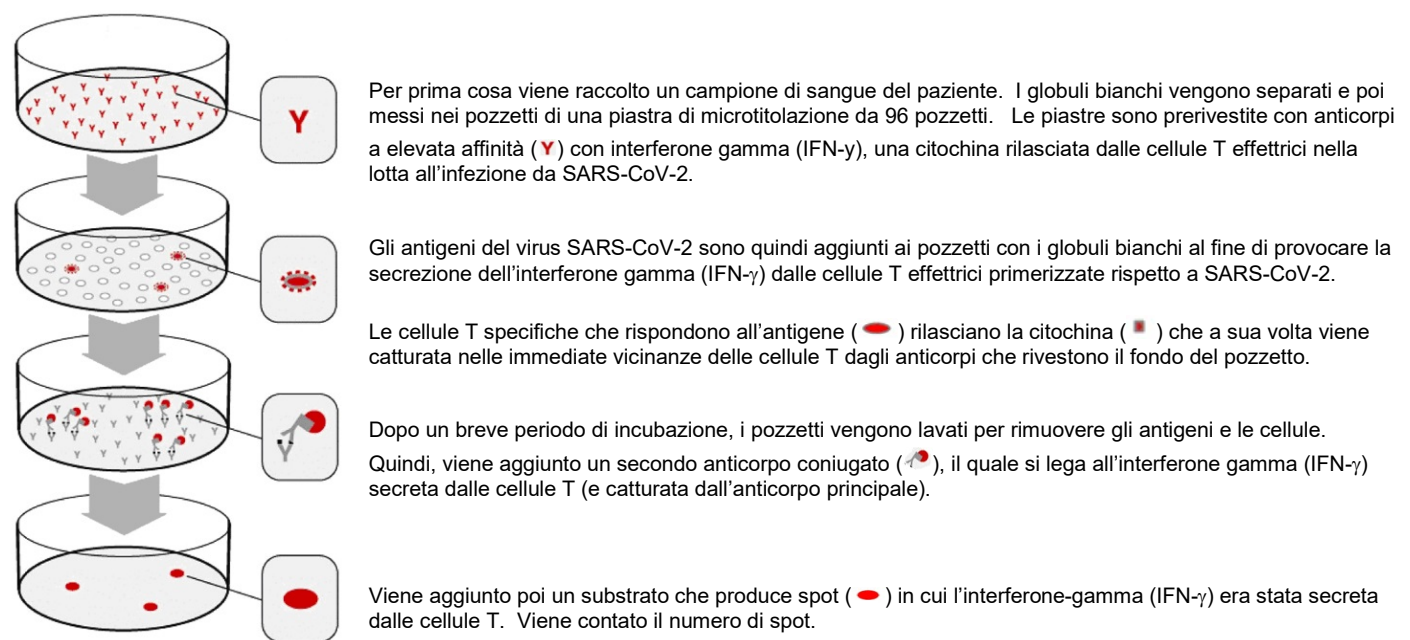 Per prima cosa viene raccolto un campione di sangue del paziente.  I globuli bianchi vengono separati e poi
messi nei pozzetti di una piastra di microtitolazione da 96 pozzetti.   Le piastre sono prerivestite con anticorpi
a elevata affinità (Y) con interferone gamma (IFN-y), una citochina rilasciata dalle cellule T effettrici nella
lotta all'infezione da SARS-CoV-2.
Gli antigeni del virus SARS-CoV-2 sono quindi aggiunti ai pozzetti con i globuli bianchi al fine di provocare la
secrezione dell'interferone gamma (IFN-γ) dalle cellule T effettrici primerizzate rispetto a SARS-CoV-2.
Le cellule T specifiche che rispondono all'antigene ( ) rilasciano la citochina ( ) che a sua volta viene
catturata nelle immediate vicinanze delle cellule T dagli anticorpi che rivestono il fondo del pozzetto.
Dopo un breve periodo di incubazione, i pozzetti vengono lavati per rimuovere gli antigeni e le cellule.
Quindi, viene aggiunto un secondo anticorpo coniugato ( ), il quale si lega all'interferone gamma (IFN-γ)
secreta dalle cellule T (e catturata dall'anticorpo principale).
Viene aggiunto poi un substrato che produce spot ( ) in cui l'interferone-gamma (IFN-γ) era stata secreta
dalle cellule T.  Viene contato il numero di spot.